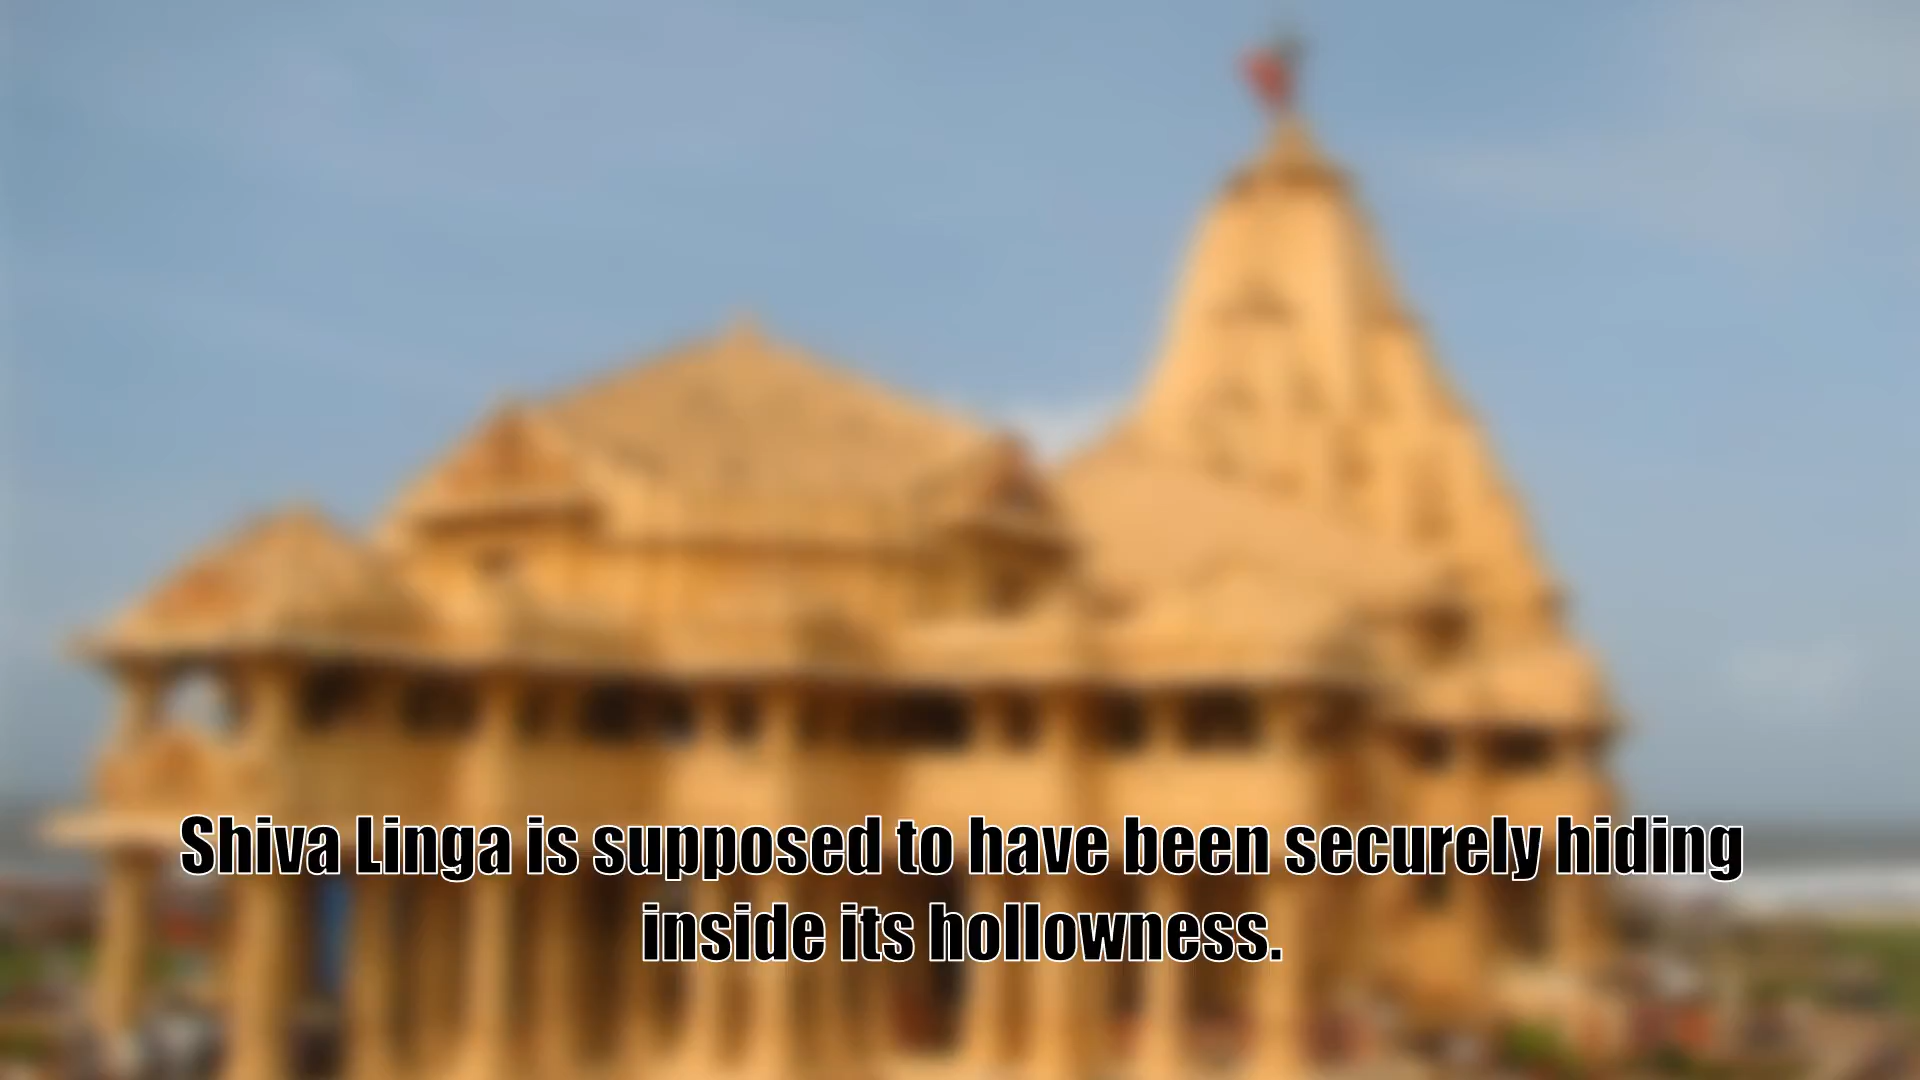 Shiva Linga is supposed to have been securely hiding
inside its hollowness.